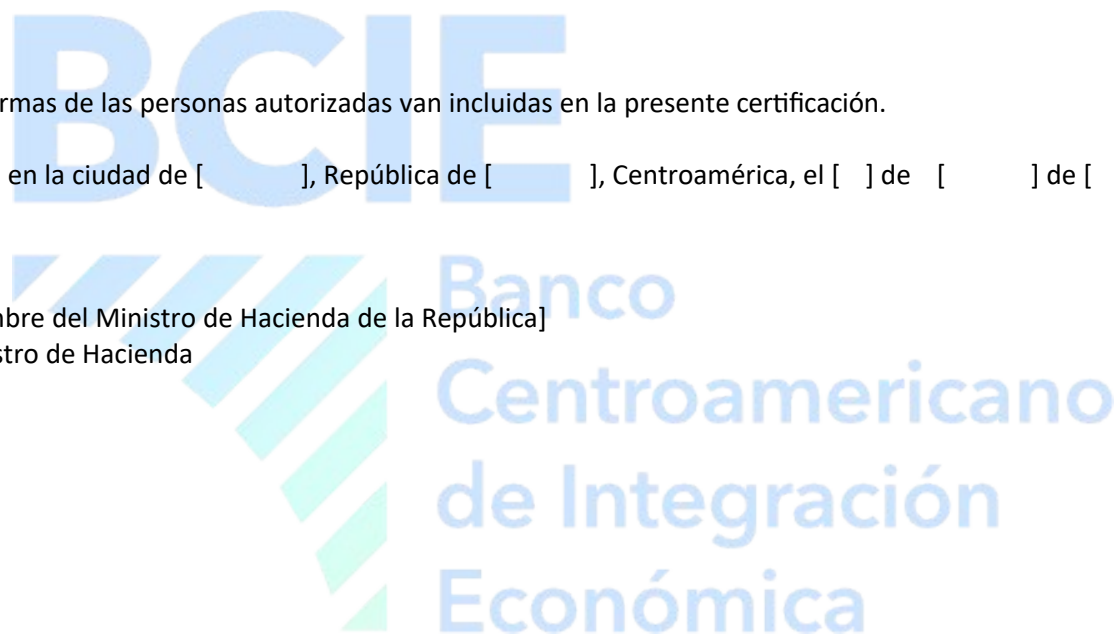 BCIE
rmas de las personas autorizadas van incluidas en la presente certificación.
en la ciudad de [ ], República de [ ], Centroamérica, el [ ] de [ ] de [
Banco
bre del Ministro de Hacienda de la República]
stro de Hacienda
Centroamericano
de Integración
Económica